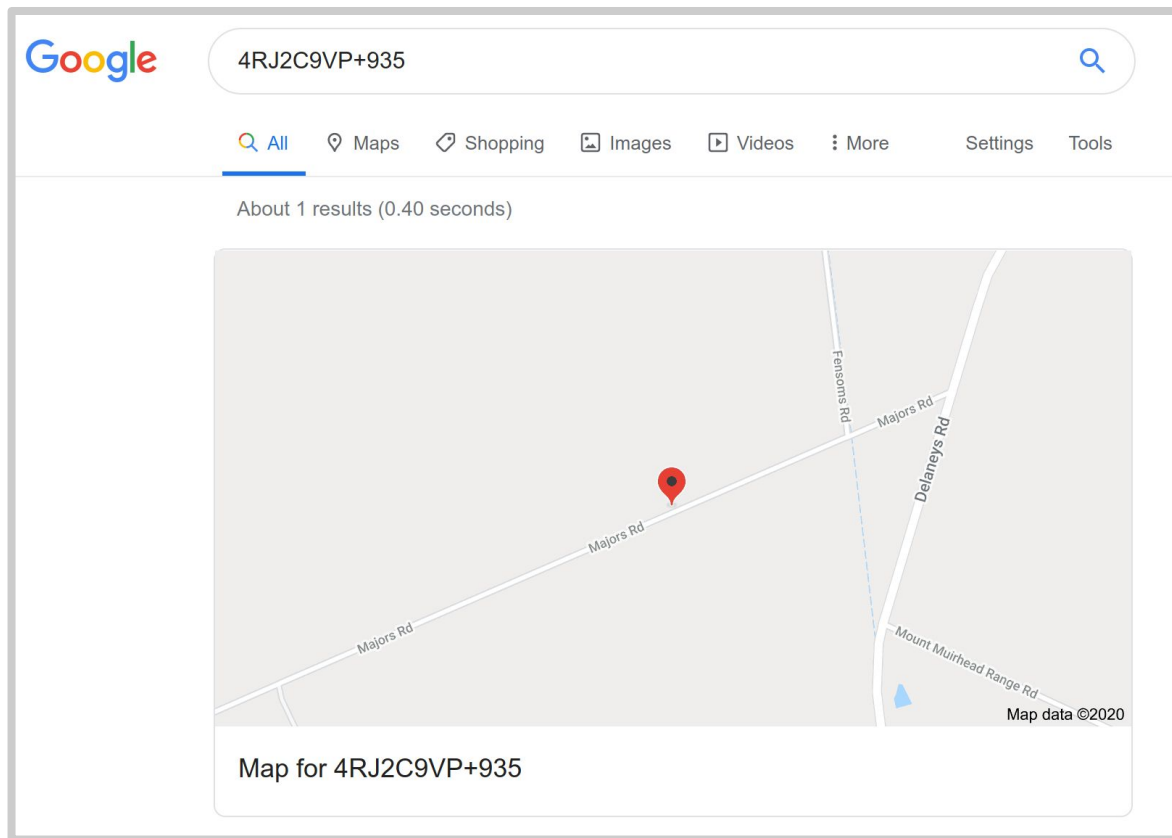 Google 4RJ2C9VP+935
All Maps Shopping Images Videos More Settings Tools
About 1 results (0.40 seconds)
Fensoms Rd
Majors Rd
Delaneys Rd
Majors Rd
Majors Rd
Mount Muirhead Range Rd
Map data ©2020
Map for 4RJ2C9VP+935